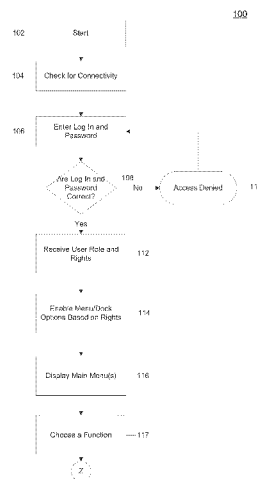 100
102
Start
104
Check for Connectivity
106
Enter Log In and
Password
Are Log In and
Password
Correct?
108
No
Access Denied
11
Yes
Receive User Role and
Rights
112
Enable Menu/Dock
Options Based on Rights
114
Display Main Menu(s)
116
Choose a Function
117
Z